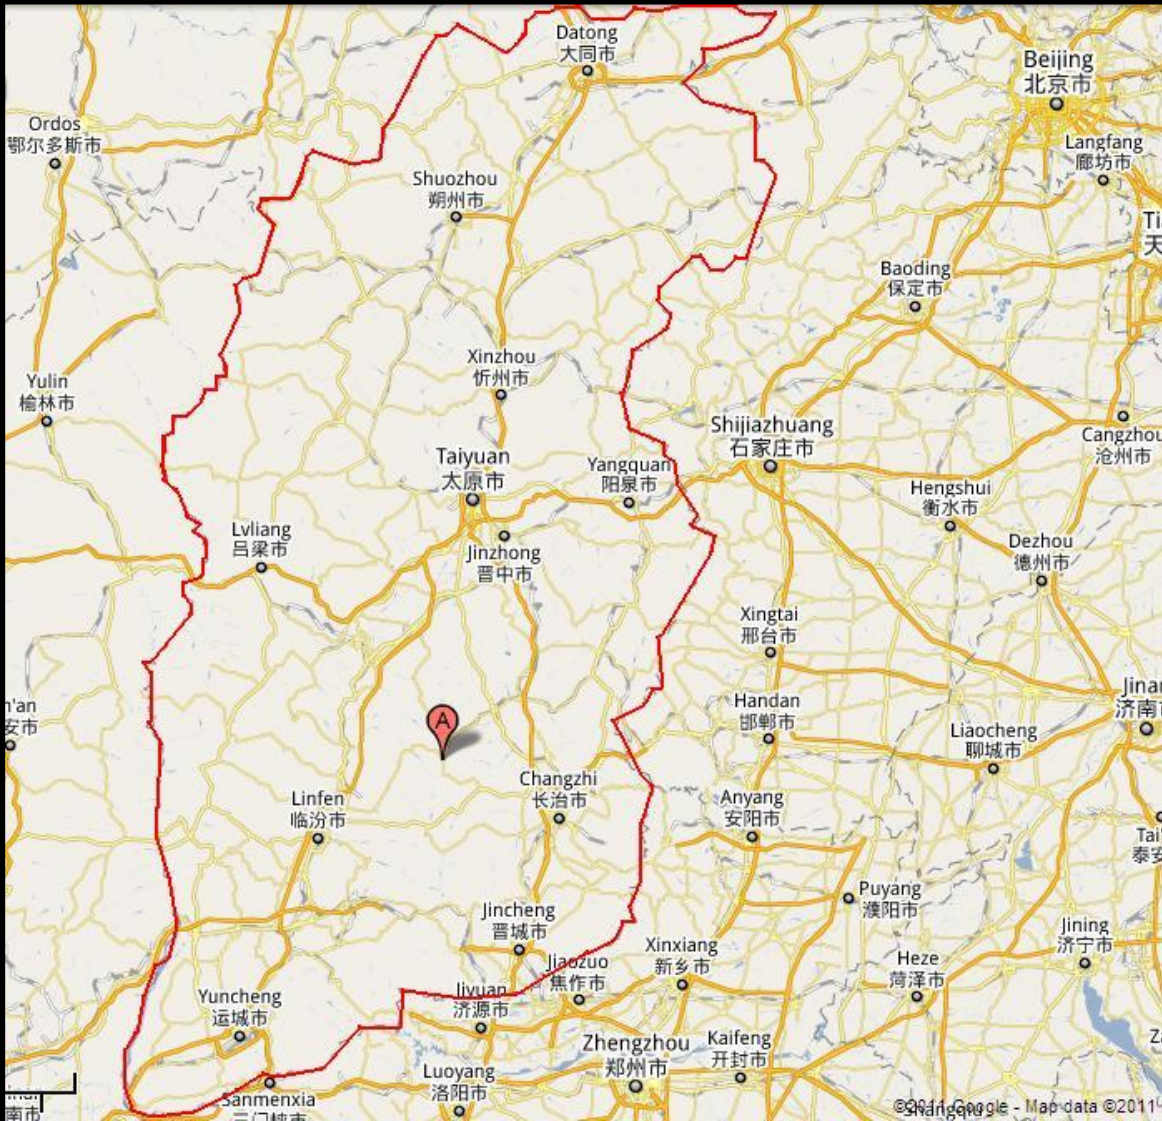 Datong
大同市
Beijing
北京市
Ordos
鄂尔多斯市
Langfang
廊坊市
Shuozhou
朔州市
Baoding
保定市
Xinzhou
忻州市
Yulin
榆林市
Shijiazhuang
石家庄市
Cangzhou
沧州市
Taiyuan
太原市
Yangquan
阳泉市
Hengshui
衡水市
Lvliang
吕梁市
Jinzhong
晋中市
Dezhou
德州市
Xingtai
邢台市
Handan
邯郸市
Liaocheng
聊城市
A
Changzhi
长治市
Linfen
临汾市
Anyang
安阳市
Puyang
濮阳市
Jincheng
晋城市
Jiaozuo
焦作市
Xinxiang
新乡市
Heze
菏泽市
Jining
济宁市
Yuncheng
运城市
Jiyuan
济源市
Zhengzhou
郑州市
Kaifeng
开封市
Luoyang
洛阳市
Sanmenxia
三门峡市
©2011 Google - Map data ©2011